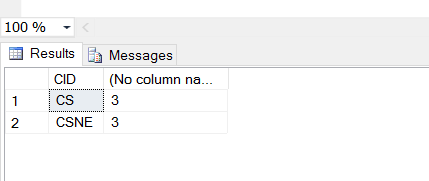 100 %
Results Messages
CID (No column na...
1 CS 3
2 CSNE 3